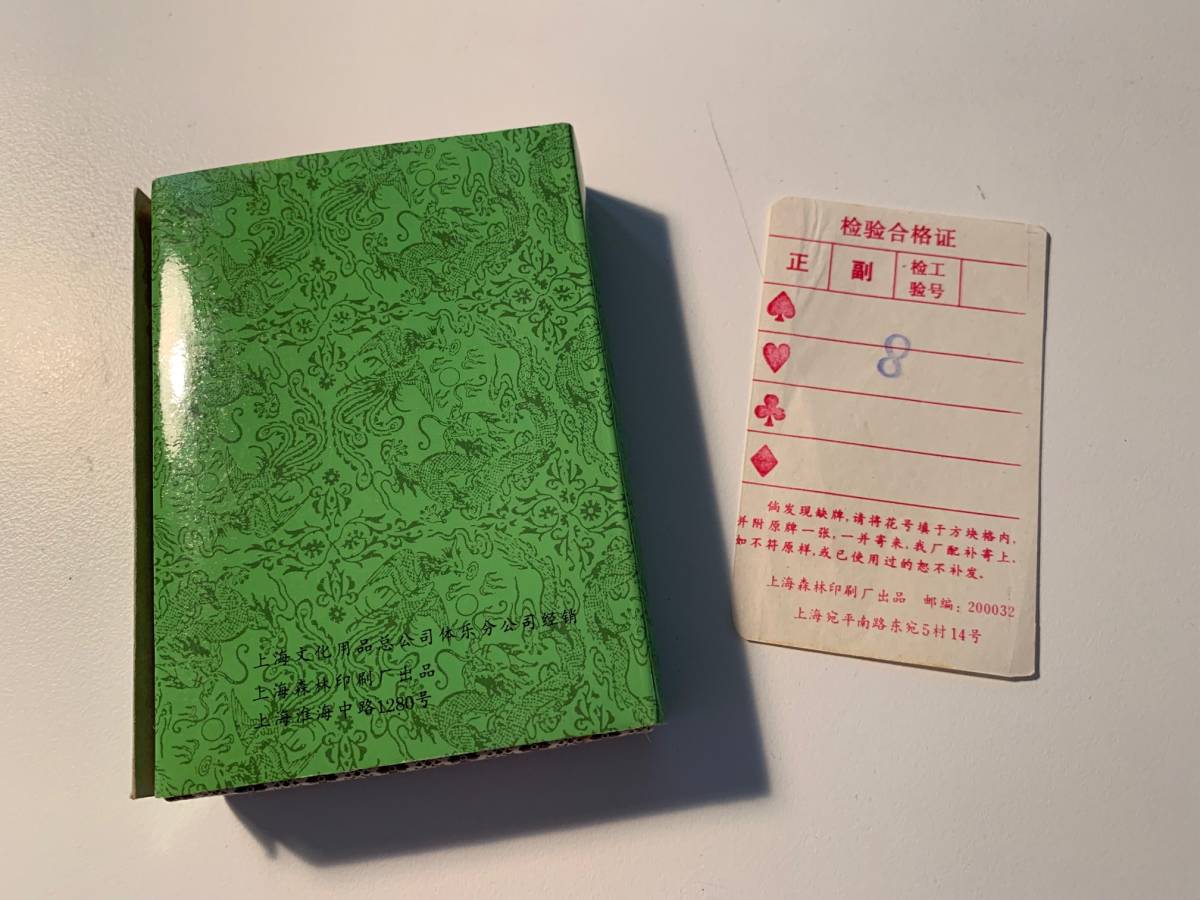 上海文化用品总公司体乐分公司经销
上海森林印刷厂出品
上海淮海中路1280号
检验合格证
正 副 检工
验号
8
倘发现缺牌,请将花号填于方块格内,
并附原牌一张,一并寄来,我厂配补寄上,
如不符原样,或已使用过的恕不补发。
上海森林印刷厂出品 邮编:200032
上海宛平南路东宛5村14号